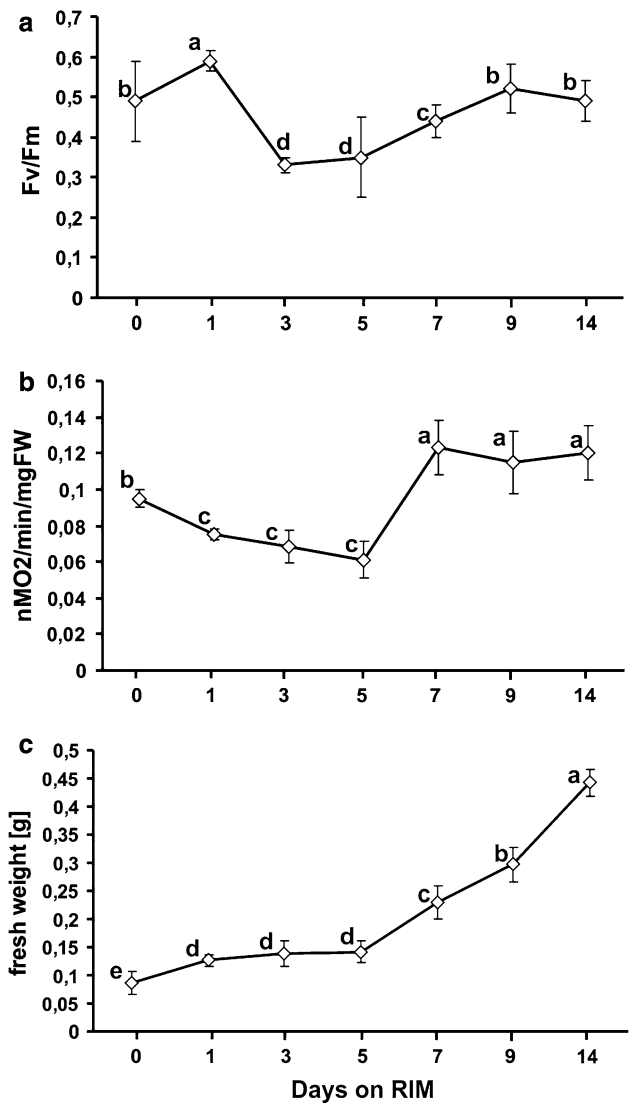 a
0,7
0,6
0,5
0,4
0,3
0,2
0,1
0
Fv/Fm
b
a
d
d
c
b
b
0 1 3 5 7 9 14
b
0,16
0,14
0,12
0,1
0,08
0,06
0,04
0,02
0
nMO2/min/mgFW
b
c
c
c
a
a
a
0 1 3 5 7 9 14
c
0,5
0,45
0,4
0,35
0,3
0,25
0,2
0,15
0,1
0,05
0
fresh weight [g]
e
d
d
d
c
b
a
0 1 3 5 7 9 14
Days on RIM